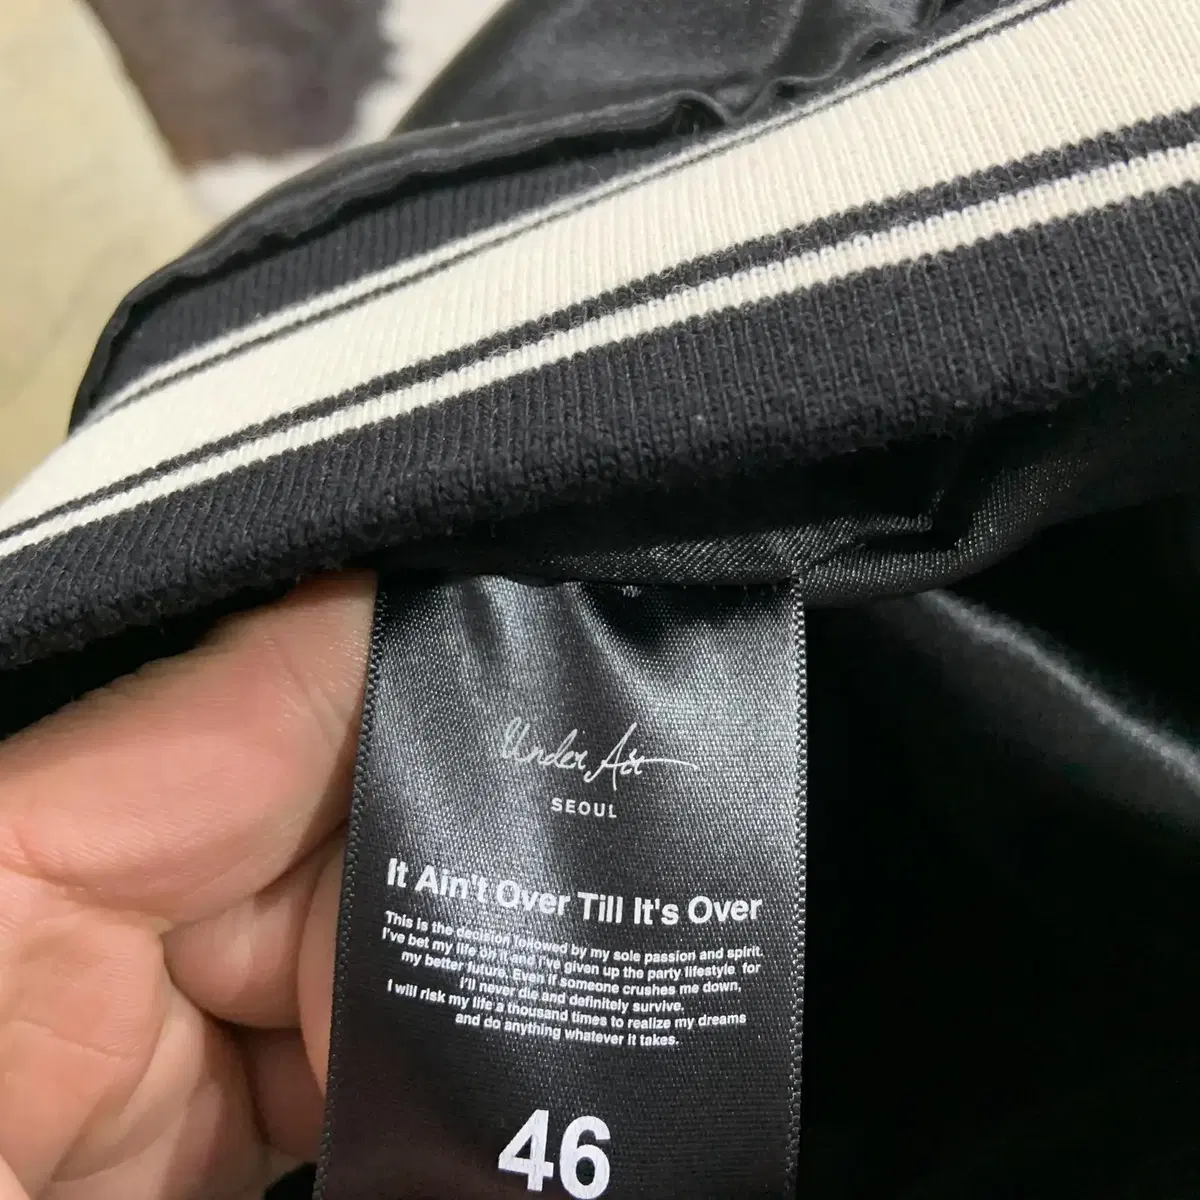 Under Air
SEOUL
It Ain't Over Till It's Over
This is the decision followed by my sole passion and spirit.
I've bet my life on it and I've given up the party lifestyle for
my better future. Even if someone crushes me down,
I'll never die and definitely survive.
I will risk my life a thousand times to realize my dreams
and do anything whatever it takes.
46